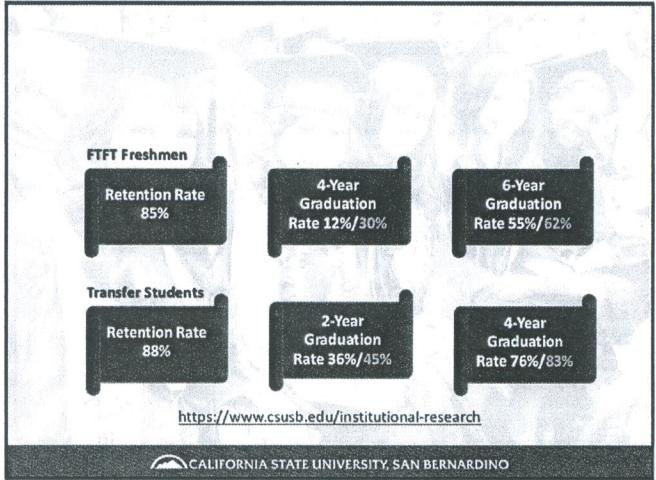 FTFT Freshmen
Retention Rate
85%
4-Year
Graduation
Rate 12%/30%
6-Year
Graduation
Rate 55%/62%
Transfer Students
Retention Rate
88%
2-Year
Graduation
Rate 36%/45%
4-Year
Graduation
Rate 76%/83%
https://www.csusb.edu/institutional-research
CALIFORNIA STATE UNIVERSITY, SAN BERNARDINO